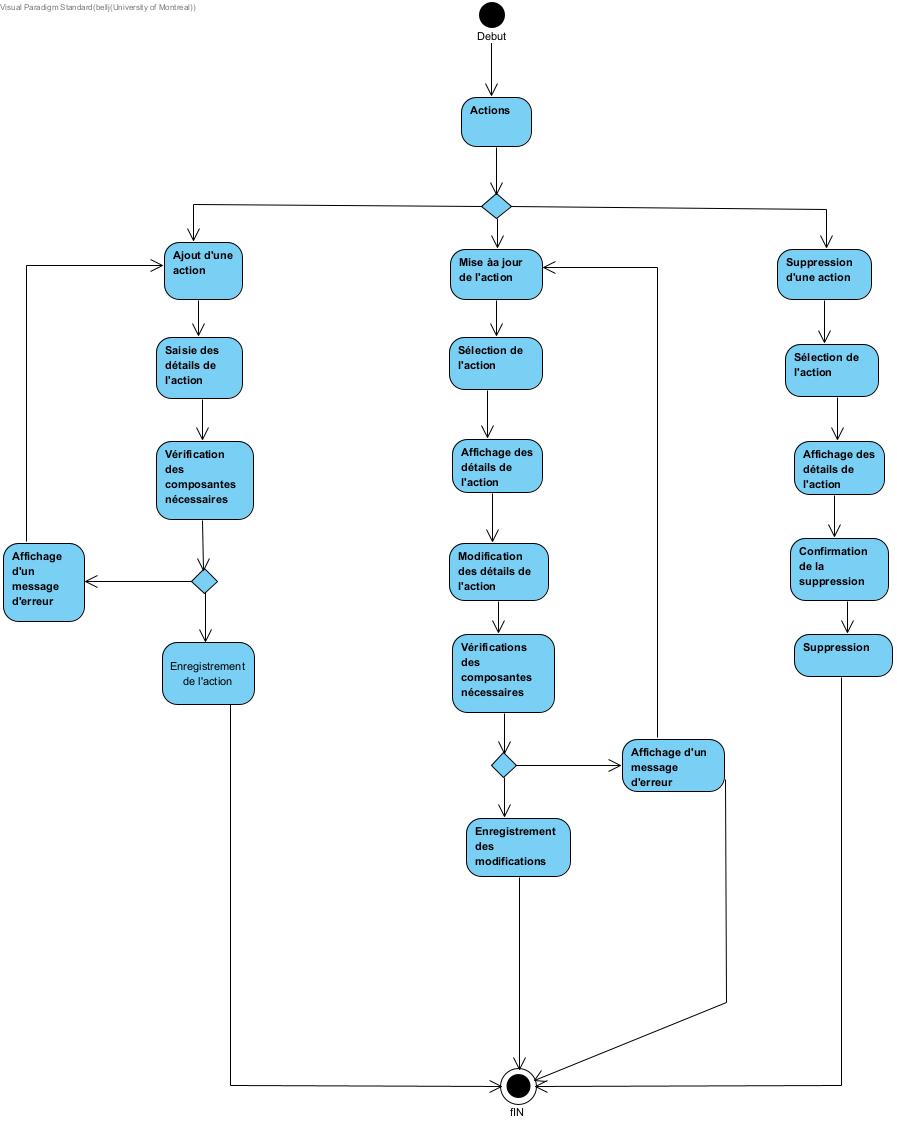 Visual Paradigm Standard(bellj(University of Montreal))
Debut
Actions
Ajout d'une
action
Mise àa jour
de l'action
Suppression
d'une action
Saisie des
détails de
l'action
Sélection de
l'action
Sélection de
l'action
Vérification
des
composantes
nécessaires
Affichage des
détails de
l'action
Affichage des
détails de
l'action
Affichage
d'un
message
d'erreur
Modification
des détails de
l'action
Confirmation
de la
suppression
Enregistrement
de l'action
Vérifications
des
composantes
nécessaires
Suppression
Affichage d'un
message
d'erreur
Enregistrement
des
modifications
fIN